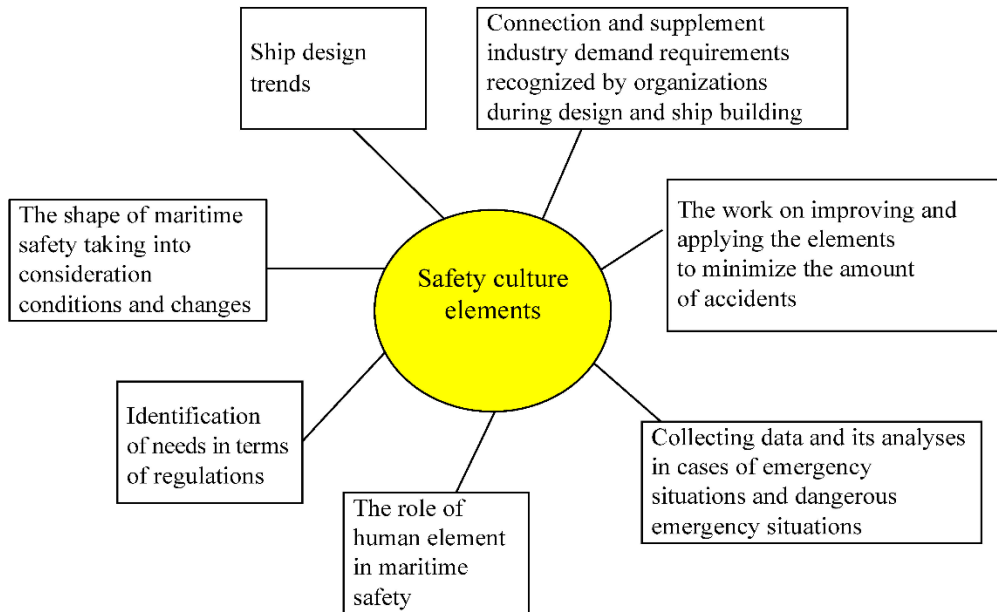 Ship design
trends
Connection and supplement
industry demand requirements
recognized by organizations
during design and ship building
The shape of maritime
safety taking into
consideration
conditions and changes
Safety culture
elements
The work on improving and
applying the elements
to minimize the amount
of accidents
Identification
of needs in terms
of regulations
The role of
human element
in maritime
safety
Collecting data and its analyses
in cases of emergency
situations and dangerous
emergency situations